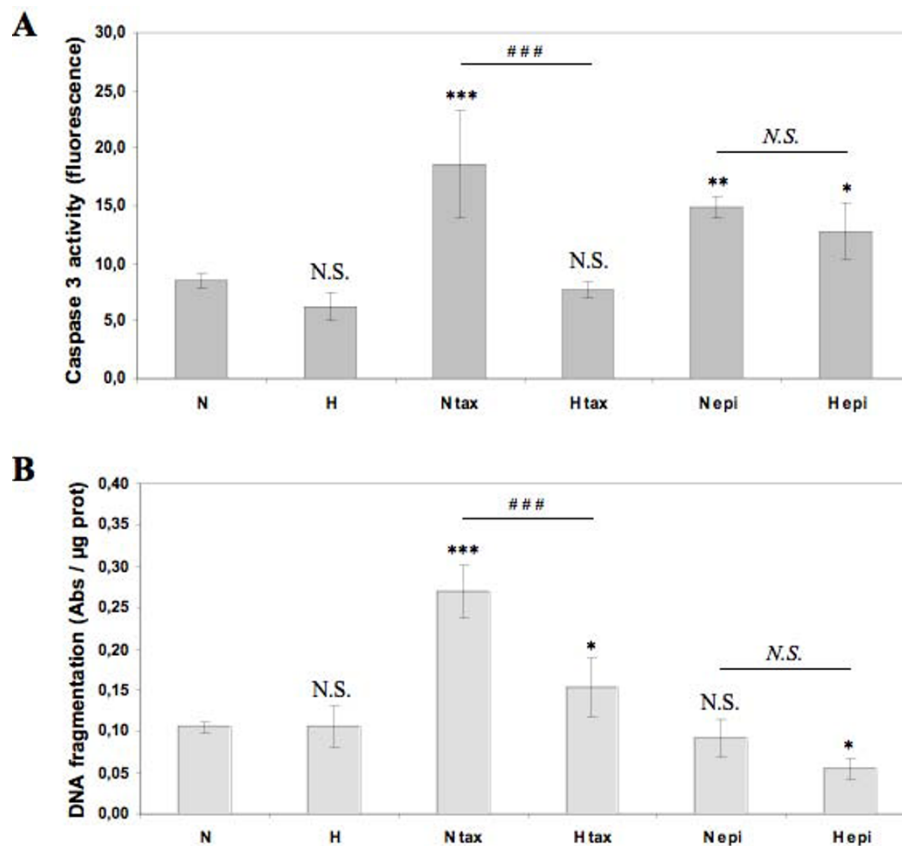 A
Caspase 3 activity (fluorescence)
30,0
25,0
20,0
15,0
10,0
5,0
0,0
###
***
N.S.
N.S.
N.S.
**
*
N
H
N tax
H tax
N epi
H epi
B
DNA fragmentation (Abs / µg prot)
0,40
0,35
0,30
0,25
0,20
0,15
0,10
0,05
0,00
###
***
N.S.
*
N.S.
N.S.
*
N
H
N tax
H tax
N epi
H epi